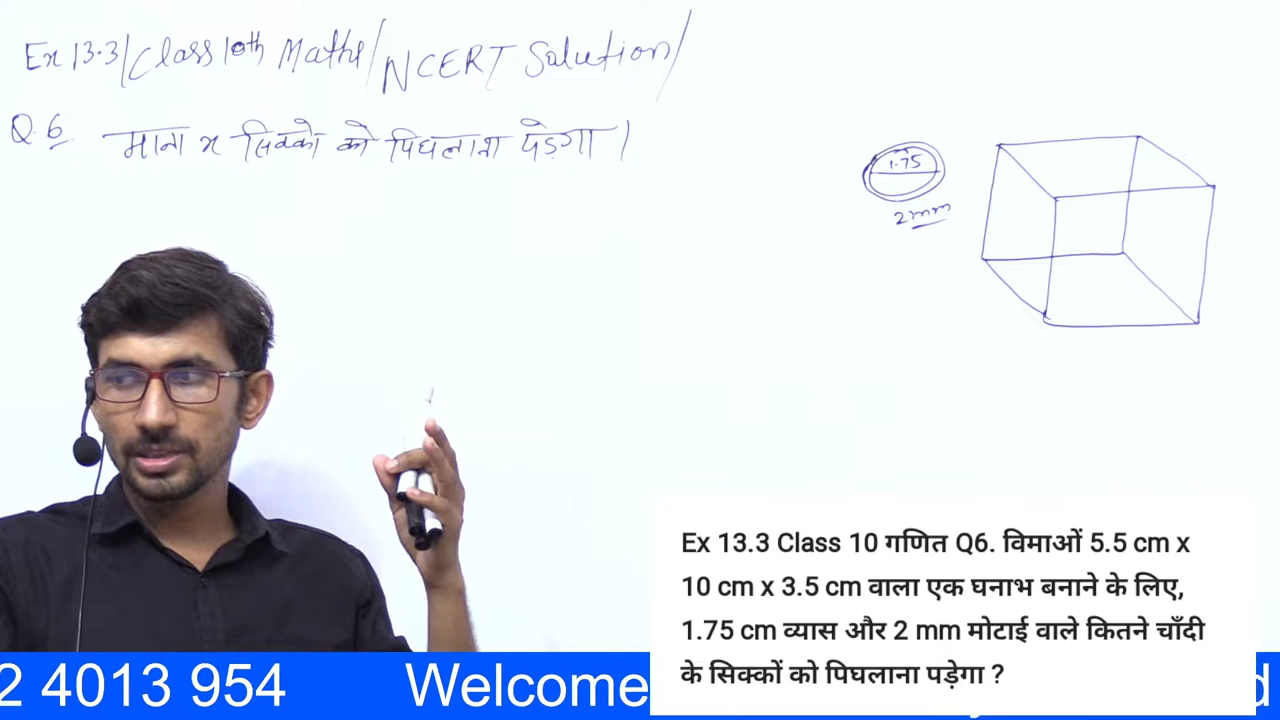 Ex 13.3/Class 10th Maths/NCERT Solution/
Q.6 माना x सिक्को को पिघलाना पड़ेगा।
1.75
2mm
Ex 13.3 Class 10 गणित Q6. विमाओं 5.5 cm x
10 cm x 3.5 cm वाला एक घनाभ बनाने के लिए,
1.75 cm व्यास और 2 mm मोटाई वाले कितने चाँदी
के सिक्कों को पिघलाना पड़ेगा ?
2 4013 954 Welcome